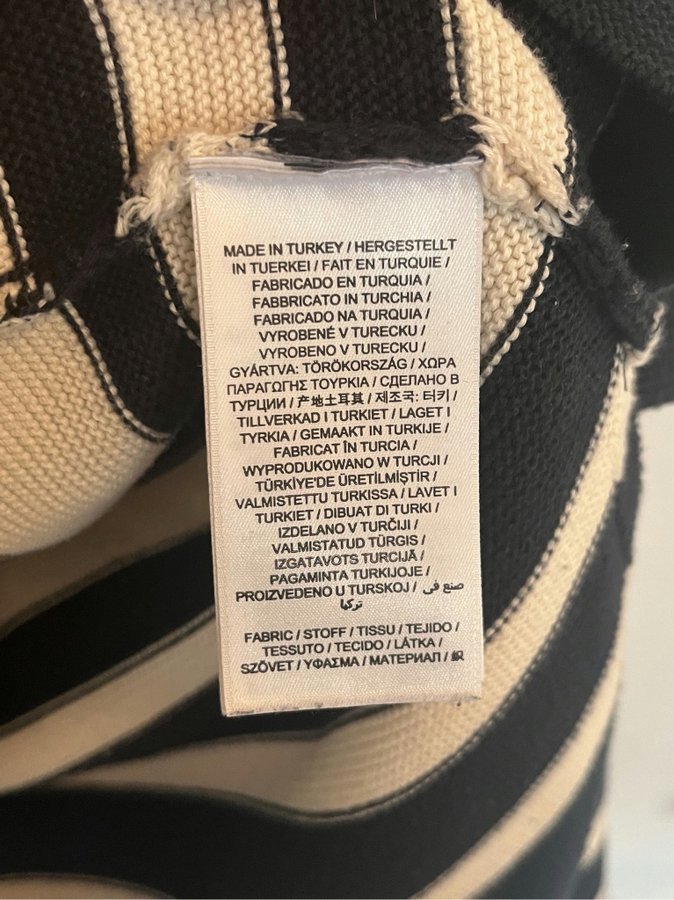 MADE IN TURKEY / HERGESTELLT
IN TUERKEI / FAIT EN TURQUIE /
FABRICADO EN TURQUIA /
FABBRICATO IN TURCHIA /
FABRICADO NA TURQUIA /
VYROBENÉ V TURECKU /
VYROBENO V TURECKU /
GYÁRTVA: TÖRÖKORSZÁG / ΧΩΡΑ
ΠΑΡΑΓΩΓΗΣ ΤΟΥΡΚΙΑ / СДЕЛАНО В
ТУРЦИИ / 产地土耳其 / 제조국: 터키 /
TILLVERKAD I TURKIET / LAGET I
TYRKIA / GEMAAKT IN TURKIJE /
FABRICAT ÎN TURCIA /
WYPRODUKOWANO W TURCJI /
TÜRKİYE'DE ÜRETİLMİŞTİR /
VALMISTETTU TURKISSA / LAVET I
TURKIET / DIBUAT DI TURKI /
IZDELANO V TURČIJI /
VALMISTATUD TÜRGIS /
IZGATAVOTS TURCIJĀ /
PAGAMINTA TURKIJOJE /
PROIZVEDENO U TURSKOJ / صنع في
تركيا
FABRIC / STOFF / TISSU / TEJIDO /
TESSUTO / TECIDO / LÁTKA /
SZÖVET / ΥΦΑΣΜΑ / МАТЕРИАЛ /